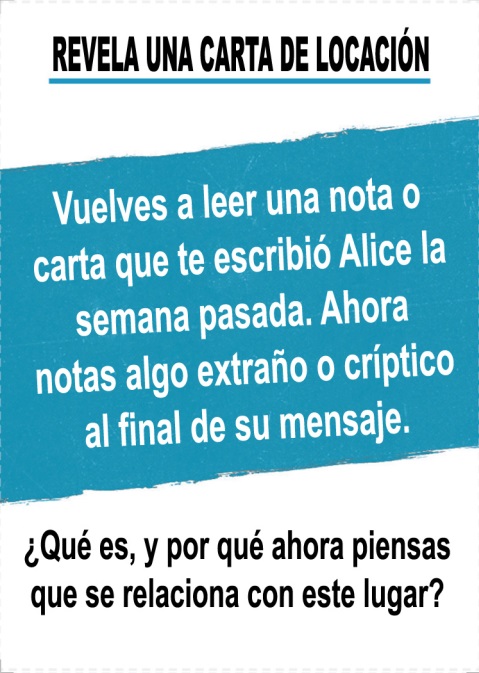 REVELA UNA CARTA DE LOCACIÓN
Vuelves a leer una nota o
carta que te escribió Alice la
semana pasada. Ahora
notas algo extraño o críptico
al final de su mensaje.
¿Qué es, y por qué ahora piensas
que se relaciona con este lugar?